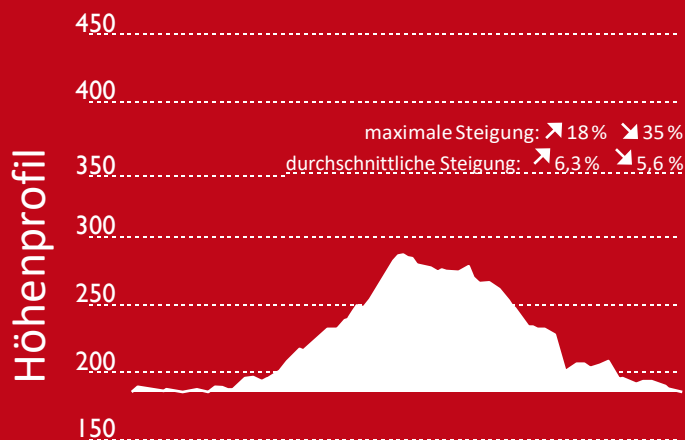 450
400
maximale Steigung: ↗ 18 % ↘ 35 %
durchschnittliche Steigung: ↗ 6,3 % ↘ 5,6 %
350
300
250
200
150
Höhenprofil